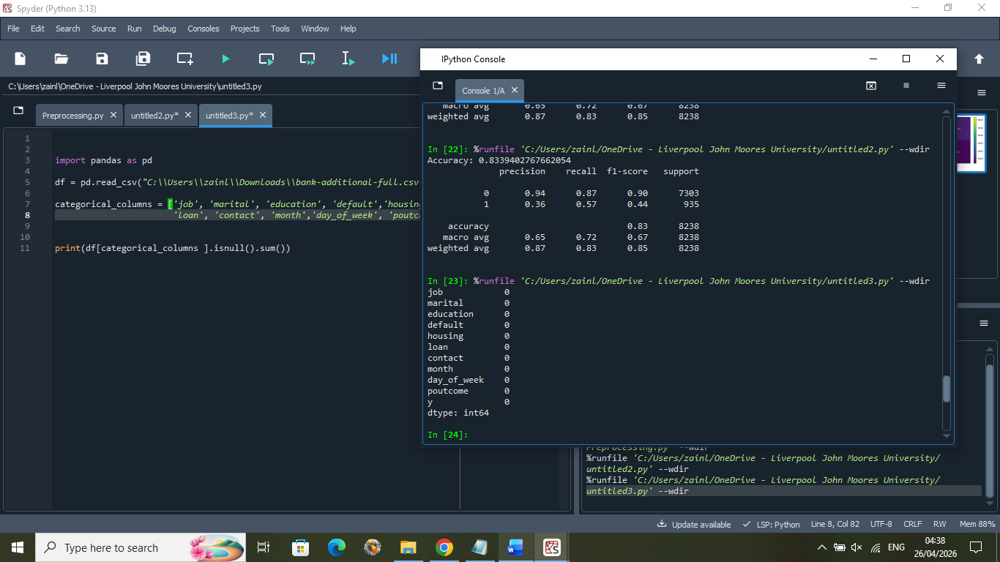 Spyder (Python 3.13)
File Edit Search Source Run Debug Consoles Projects Tools Window Help
C:\Users\zainl\OneDrive - Liverpool John Moores University\untitled3.py
Preprocessing.py
untitled2.py*
untitled3.py*
1
2
3 import pandas as pd
4
5 df = pd.read_csv("C:\\Users\\zainl\\Downloads\\bank-additional-full.csv
6
7 categorical_columns = ['job', 'marital', 'education', 'default','housing
8 'loan', 'contact', 'month','day_of_week', 'poutco
9
10
11 print(df[categorical_columns ].isnull().sum())
IPython Console
Console 1/A
macro avg 0.65 0.72 0.67 8238
weighted avg 0.87 0.83 0.85 8238
In [22]: %runfile 'C:/Users/zainl/OneDrive - Liverpool John Moores University/untitled2.py' --wdir
Accuracy: 0.8339402767662054
precision recall f1-score support
0 0.94 0.87 0.90 7303
1 0.36 0.57 0.44 935
accuracy 0.83 8238
macro avg 0.65 0.72 0.67 8238
weighted avg 0.87 0.83 0.85 8238
In [23]: %runfile 'C:/Users/zainl/OneDrive - Liverpool John Moores University/untitled3.py' --wdir
job 0
marital 0
education 0
default 0
housing 0
loan 0
contact 0
month 0
day_of_week 0
poutcome 0
y 0
dtype: int64
In [24]:
Preprocessing.py' --wdir
%runfile 'C:/Users/zainl/OneDrive - Liverpool John Moores University/
untitled2.py' --wdir
%runfile 'C:/Users/zainl/OneDrive - Liverpool John Moores University/
untitled3.py' --wdir
Update available LSP: Python Line 8, Col 82 UTF-8 CRLF RW Mem 88%
Type here to search
ENG
04:38
26/04/2026